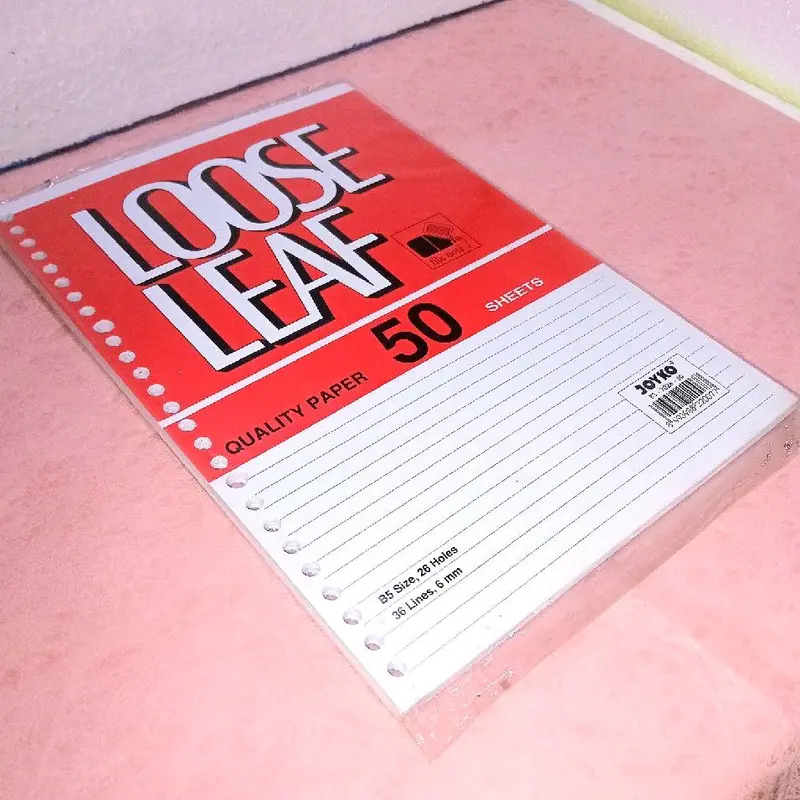 LOOSE
LEAF
QUALITY PAPER 50 SHEETS
JOYKO
B5 Size, 26 Holes
36 Lines, 6 mm